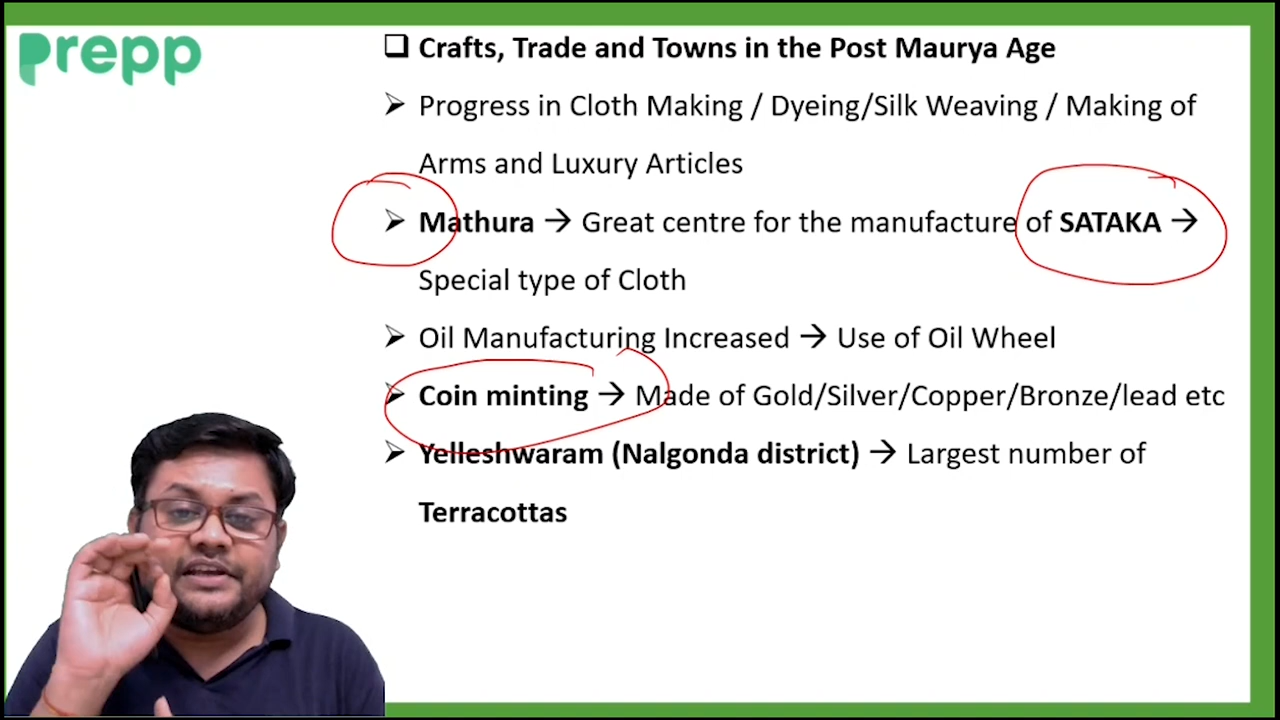 prepp
❑ Crafts, Trade and Towns in the Post Maurya Age
➢ Progress in Cloth Making / Dyeing/Silk Weaving / Making of
Arms and Luxury Articles
➢ Mathura → Great centre for the manufacture of SATAKA →
Special type of Cloth
➢ Oil Manufacturing Increased → Use of Oil Wheel
➢ Coin minting → Made of Gold/Silver/Copper/Bronze/lead etc
➢ Yelleshwaram (Nalgonda district) → Largest number of
Terracottas